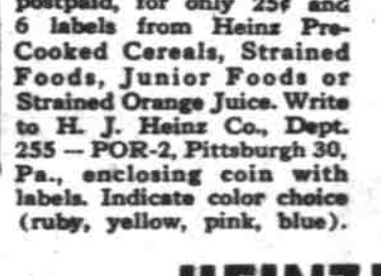 postpaid, for only 25¢ and
6 labels from Heinz Pre-
Cooked Cereals, Strained
Foods, Junior Foods or
Strained Orange Juice. Write
to H. J. Heinz Co., Dept.
255 — POR-2, Pittsburgh 30,
Pa., enclosing coin with
labels. Indicate color choice
(ruby, yellow, pink, blue).
HEINZ